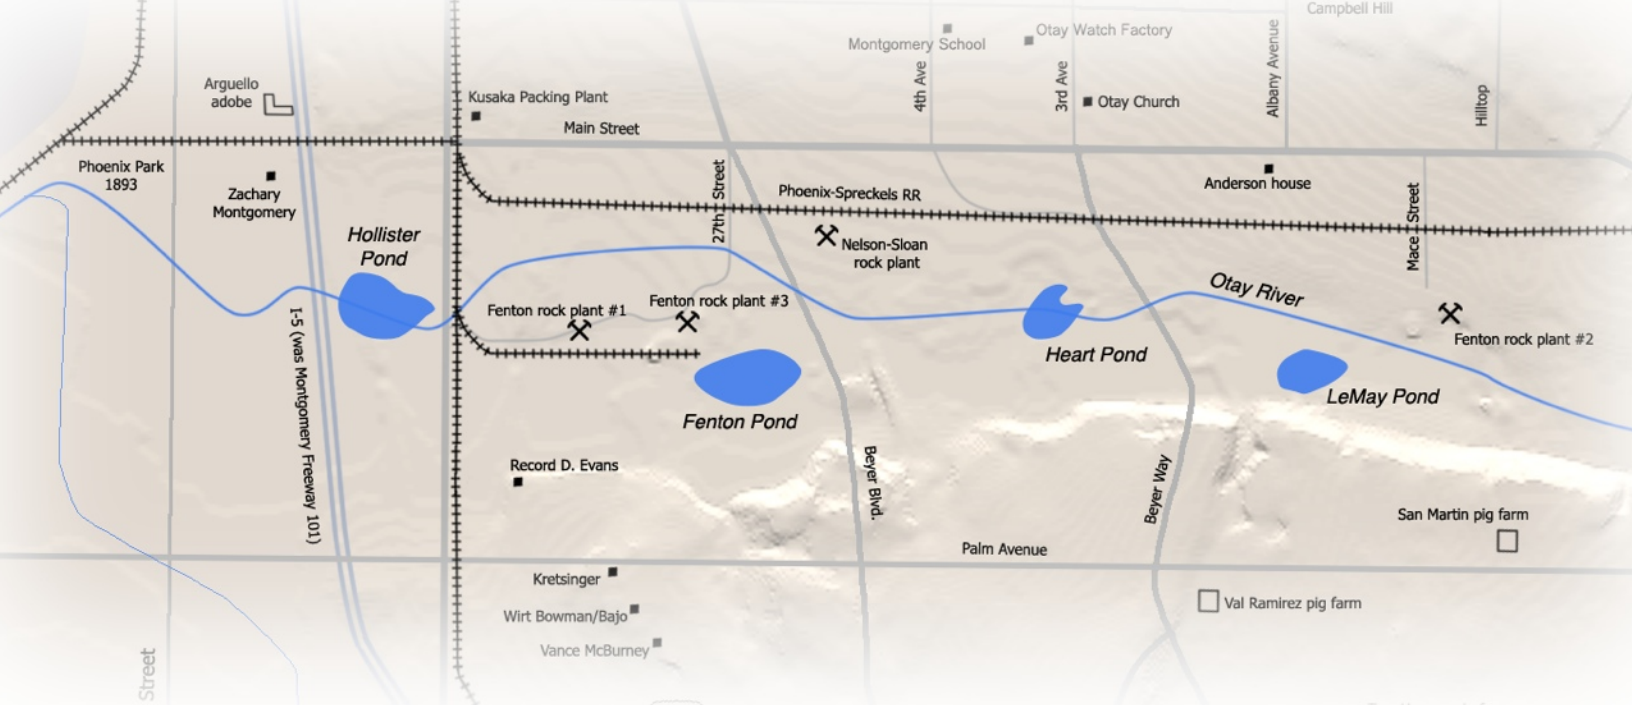 Campbell Hill
Montgomery School
Otay Watch Factory
4th Ave
3rd Ave
Albany Avenue
Hilltop
Arguello
adobe
Kusaka Packing Plant
Otay Church
Main Street
Phoenix Park
1893
Zachary
Montgomery
27th Street
Phoenix-Spreckels RR
Anderson house
Mace Street
Hollister
Pond
Nelson-Sloan
rock plant
Otay River
Fenton rock plant #1
Fenton rock plant #3
I-5 (was Montgomery Freeway 101)
Heart Pond
Fenton rock plant #2
LeMay Pond
Fenton Pond
Record D. Evans
Beyer Blvd.
Beyer Way
San Martin pig farm
Palm Avenue
Kretsinger
Wirt Bowman/Bajo
Vance McBurney
Val Ramirez pig farm
Street